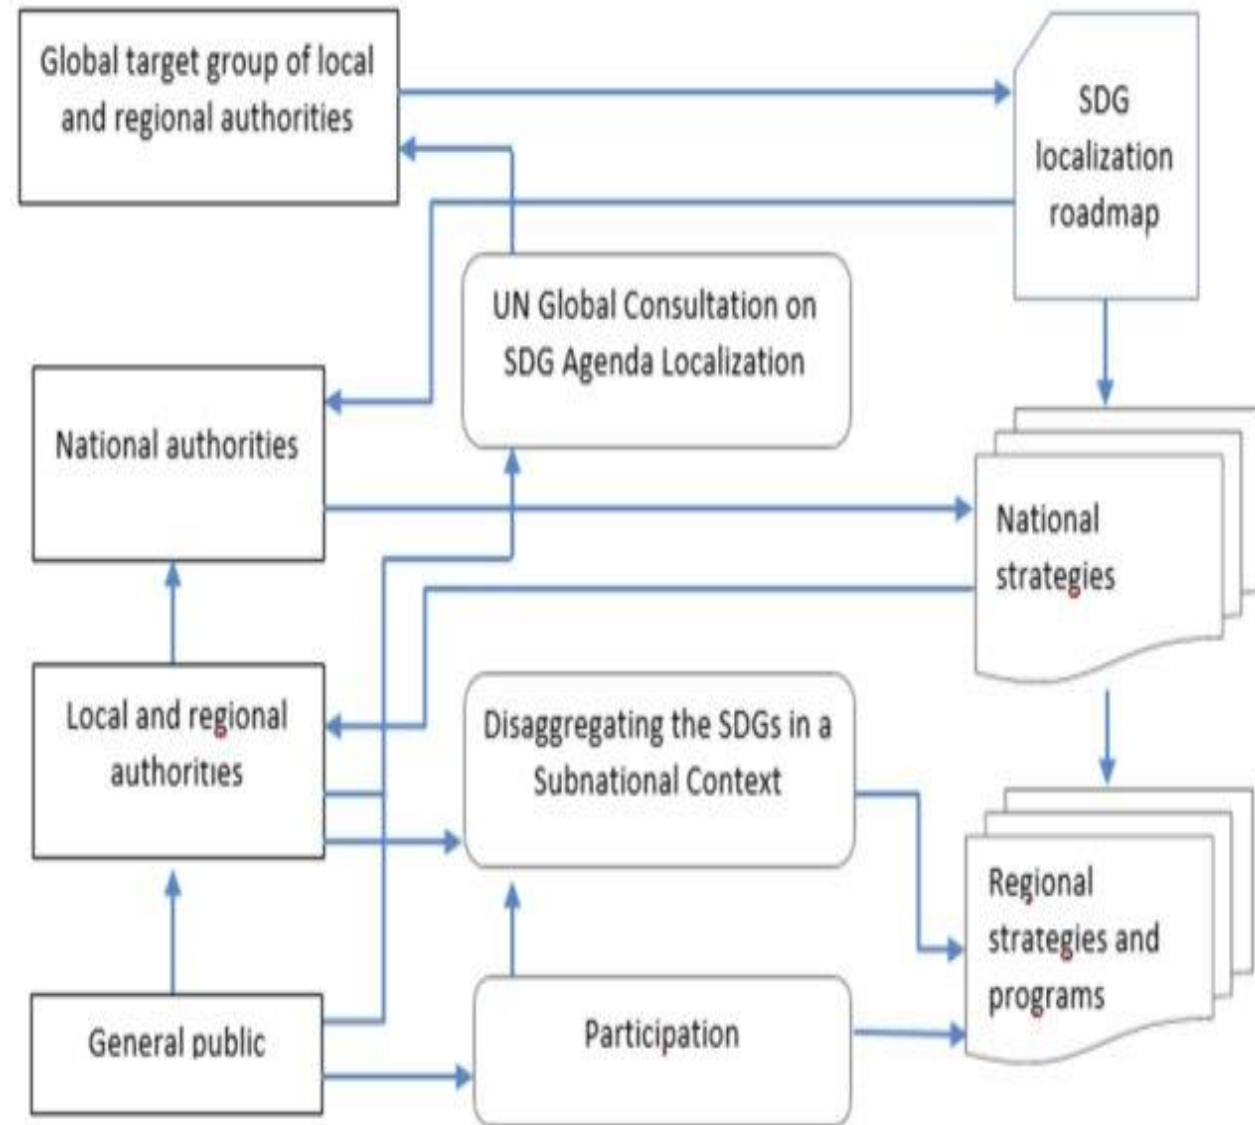 Global target group of local
and regional authorities
SDG
localization
roadmap
UN Global Consultation on
SDG Agenda Localization
National authorities
National
strategies
Local and regional
authorities
Disaggregating the SDGs in a
Subnational Context
Regional
strategies and
programs
General public
Participation